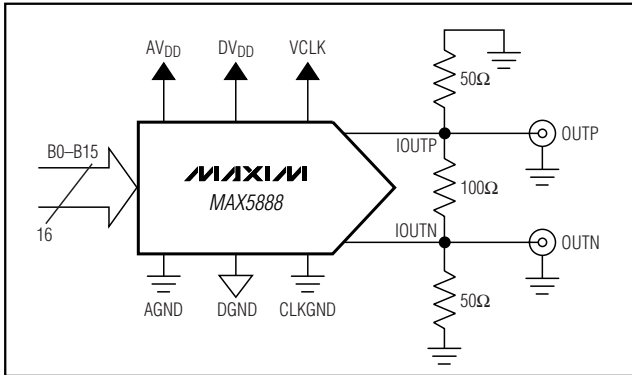 AVDD DVDD VCLK
50Ω
B0–B15
IOUTP
OUTP
MAXIM
MAX5888
100Ω
16
IOUTN
OUTN
AGND DGND CLKGND
50Ω